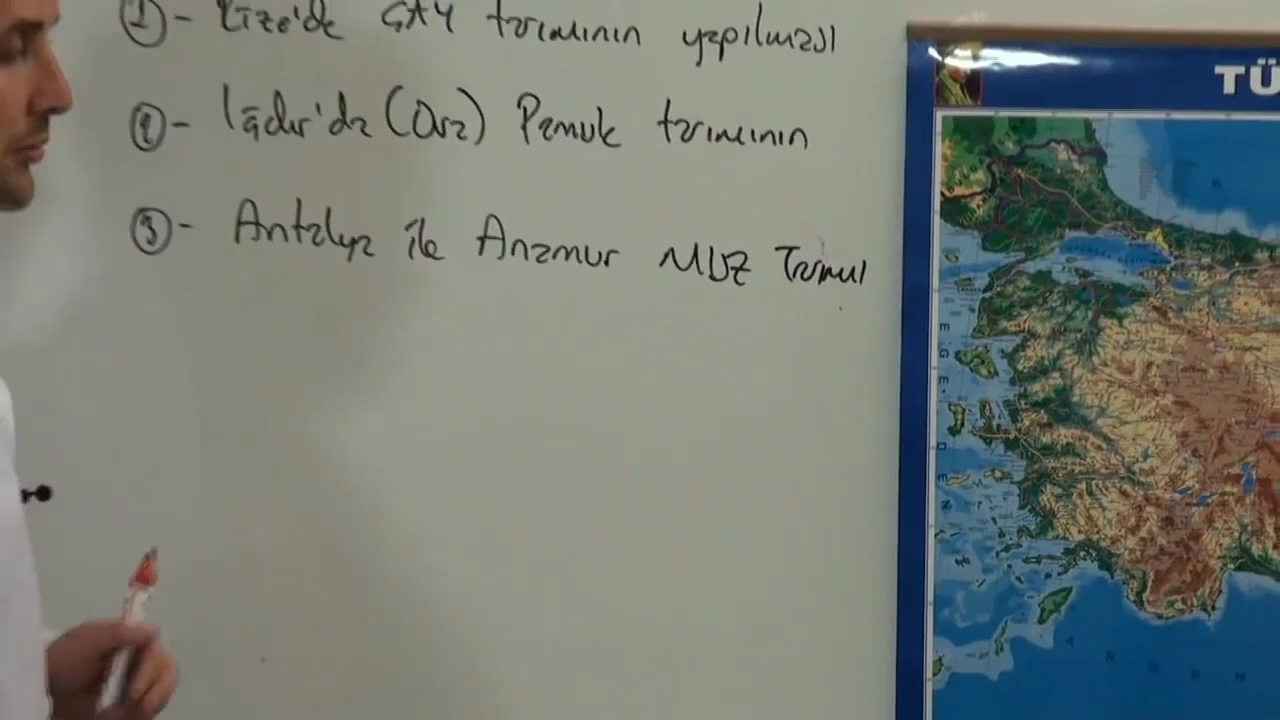 1- Rize'de ÇAY tarımının yapılması
2- Iğdır'da (Ova) Pamuk tarımının
3- Antalya ile Anamur MUZ Tarımı
TÜ
E G E D E N İ Z
A K D E N